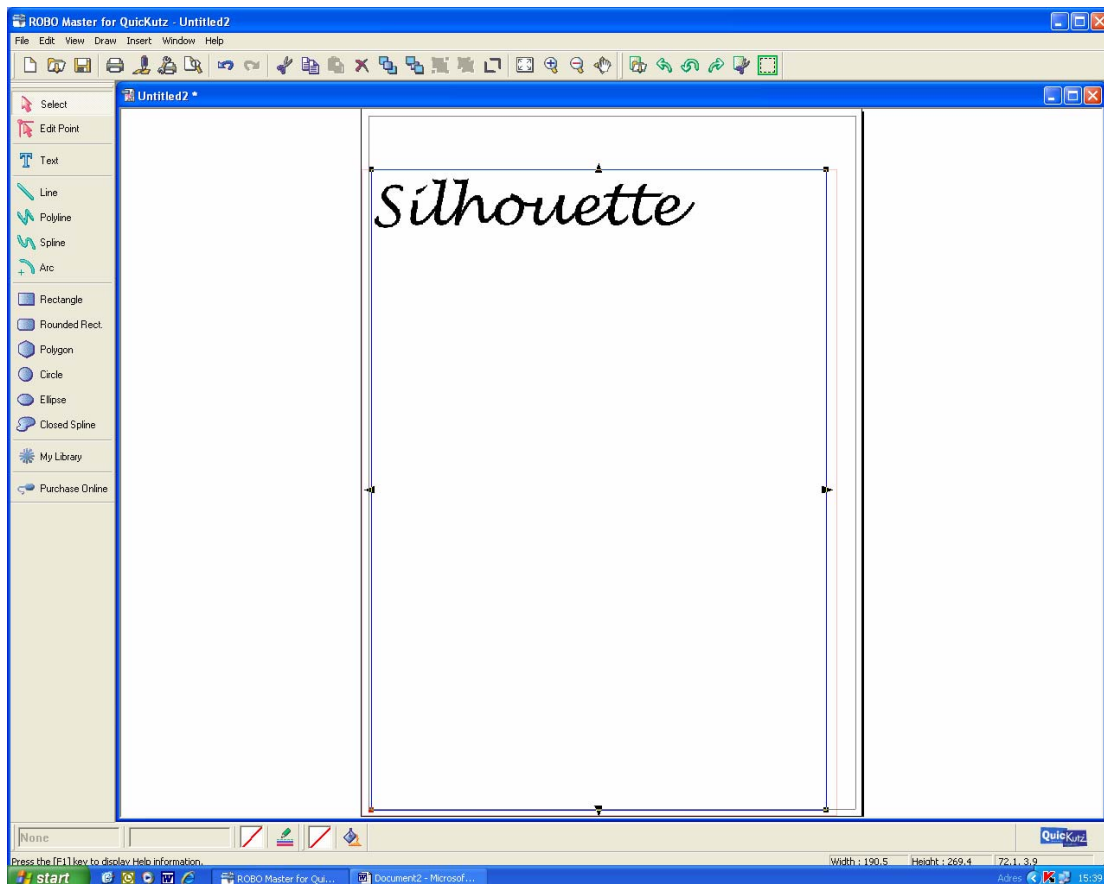 ROBO Master for QuicKutz - Untitled2
File Edit View Draw Insert Window Help
Untitled2 *
Select
Edit Point
Text
Line
Polyline
Spline
Arc
Rectangle
Rounded Rect.
Polygon
Circle
Ellipse
Closed Spline
My Library
Purchase Online
Silhouette
None
QuicKutz
Press the [F1] key to display Help information.
Width : 190.5 Height : 269.4 72.1, 3.9
start ROBO Master for Qui... Document2 - Microsof... Adres 15:39